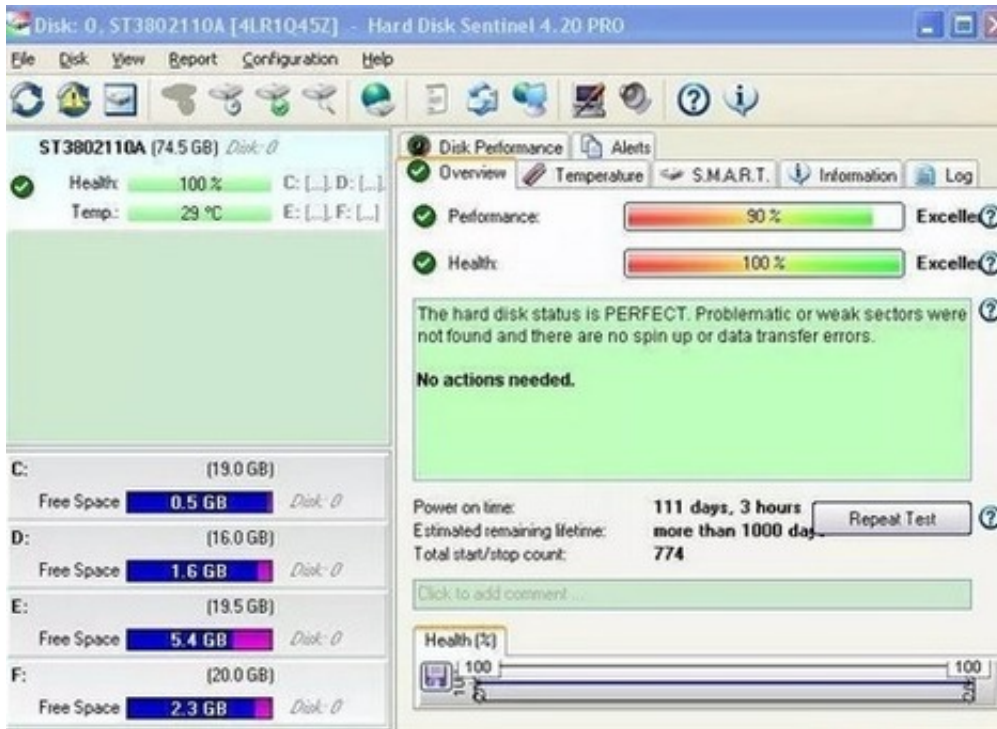 Disk: 0, ST3802110A [4LR1Q45Z] - Hard Disk Sentinel 4.20 PRO
File Disk View Report Configuration Help
ST3802110A (74.5 GB) Disk: 0
Health: 100 % C: [...], D: [...],
Temp.: 29 °C E: [...], F: [...]
C: (19.0 GB)
Free Space 0.5 GB Disk: 0
D: (16.0 GB)
Free Space 1.6 GB Disk: 0
E: (19.5 GB)
Free Space 5.4 GB Disk: 0
F: (20.0 GB)
Free Space 2.3 GB Disk: 0
Disk Performance Alerts
Overview Temperature S.M.A.R.T. Information Log
Performance: 90 % Excelle
Health: 100 % Excelle
The hard disk status is PERFECT. Problematic or weak sectors were
not found and there are no spin up or data transfer errors.
No actions needed.
Power on time: 111 days, 3 hours
Repeat Test
Estimated remaining lifetime: more than 1000 day
Total start/stop count: 774
Click to add comment ...
Health (%)
100 100